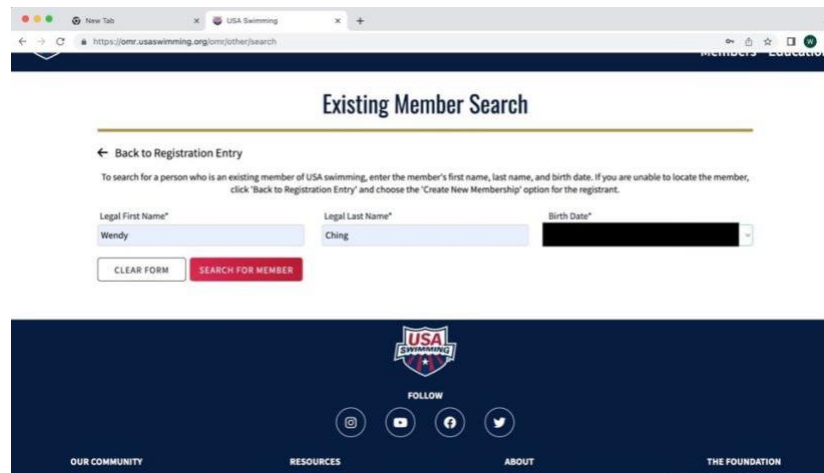 New Tab
USA Swimming
https://omr.usaswimming.org/omr/other/search
W
Members Education
Existing Member Search
← Back to Registration Entry
To search for a person who is an existing member of USA swimming, enter the member's first name, last name, and birth date. If you are unable to locate the member,
click 'Back to Registration Entry' and choose the 'Create New Membership' option for the registrant.
Legal First Name* Legal Last Name* Birth Date*
Wendy Ching
CLEAR FORM SEARCH FOR MEMBER
USA
SWIMMING
FOLLOW
OUR COMMUNITY RESOURCES ABOUT THE FOUNDATION